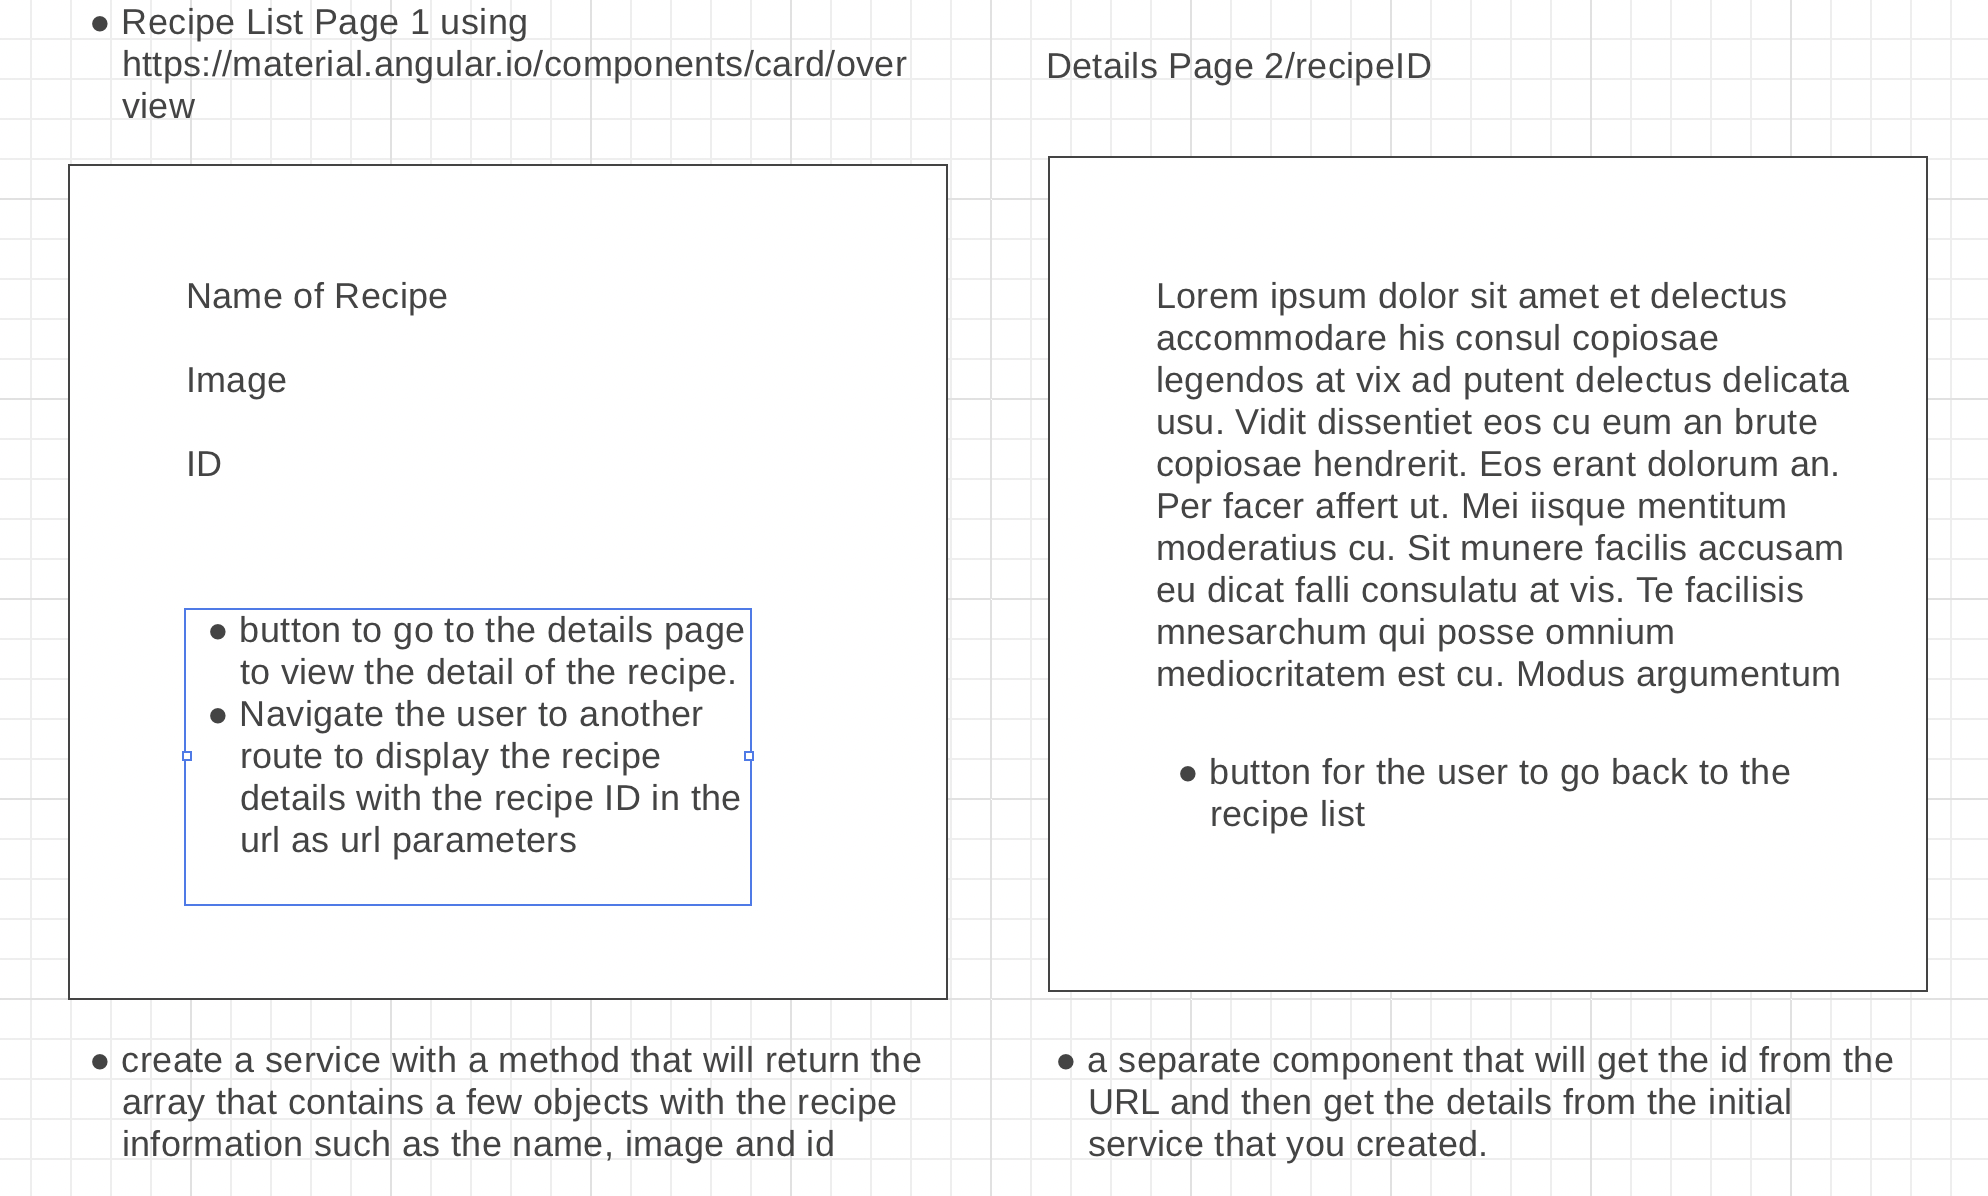 ● Recipe List Page 1 using
https://material.angular.io/components/card/over
view
Name of Recipe
Image
ID
● button to go to the details page
to view the detail of the recipe.
● Navigate the user to another
route to display the recipe
details with the recipe ID in the
url as url parameters
● create a service with a method that will return the
array that contains a few objects with the recipe
information such as the name, image and id
Details Page 2/recipeID
Lorem ipsum dolor sit amet et delectus
accommodare his consul copiosae
legendos at vix ad putent delectus delicata
usu. Vidit dissentiet eos cu eum an brute
copiosae hendrerit. Eos erant dolorum an.
Per facer affert ut. Mei iisque mentitum
moderatius cu. Sit munere facilis accusam
eu dicat falli consulatu at vis. Te facilisis
mnesarchum qui posse omnium
mediocritatem est cu. Modus argumentum
● button for the user to go back to the
recipe list
● a separate component that will get the id from the
URL and then get the details from the initial
service that you created.